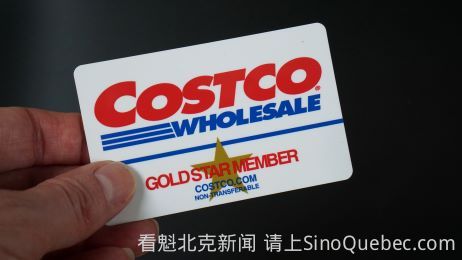 COSTCO
WHOLESALE
GOLD STAR MEMBER
COSTCO.COM
NON-TRANSFERABLE
看魁北克新闻 请上SinoQuebec.com